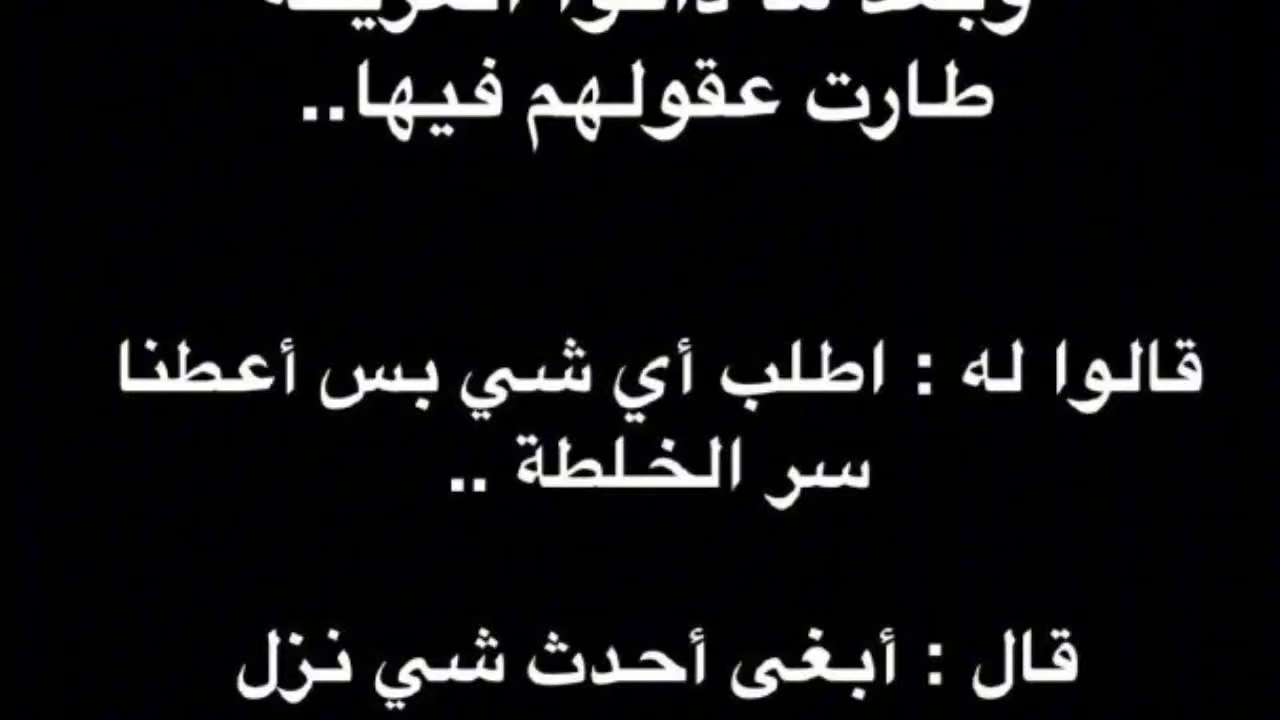 طارت عقولهم فيها..
قالوا له : اطلب أي شي بس أعطنا
سر الخلطة ..
قال : أبغى أحدث شي نزل